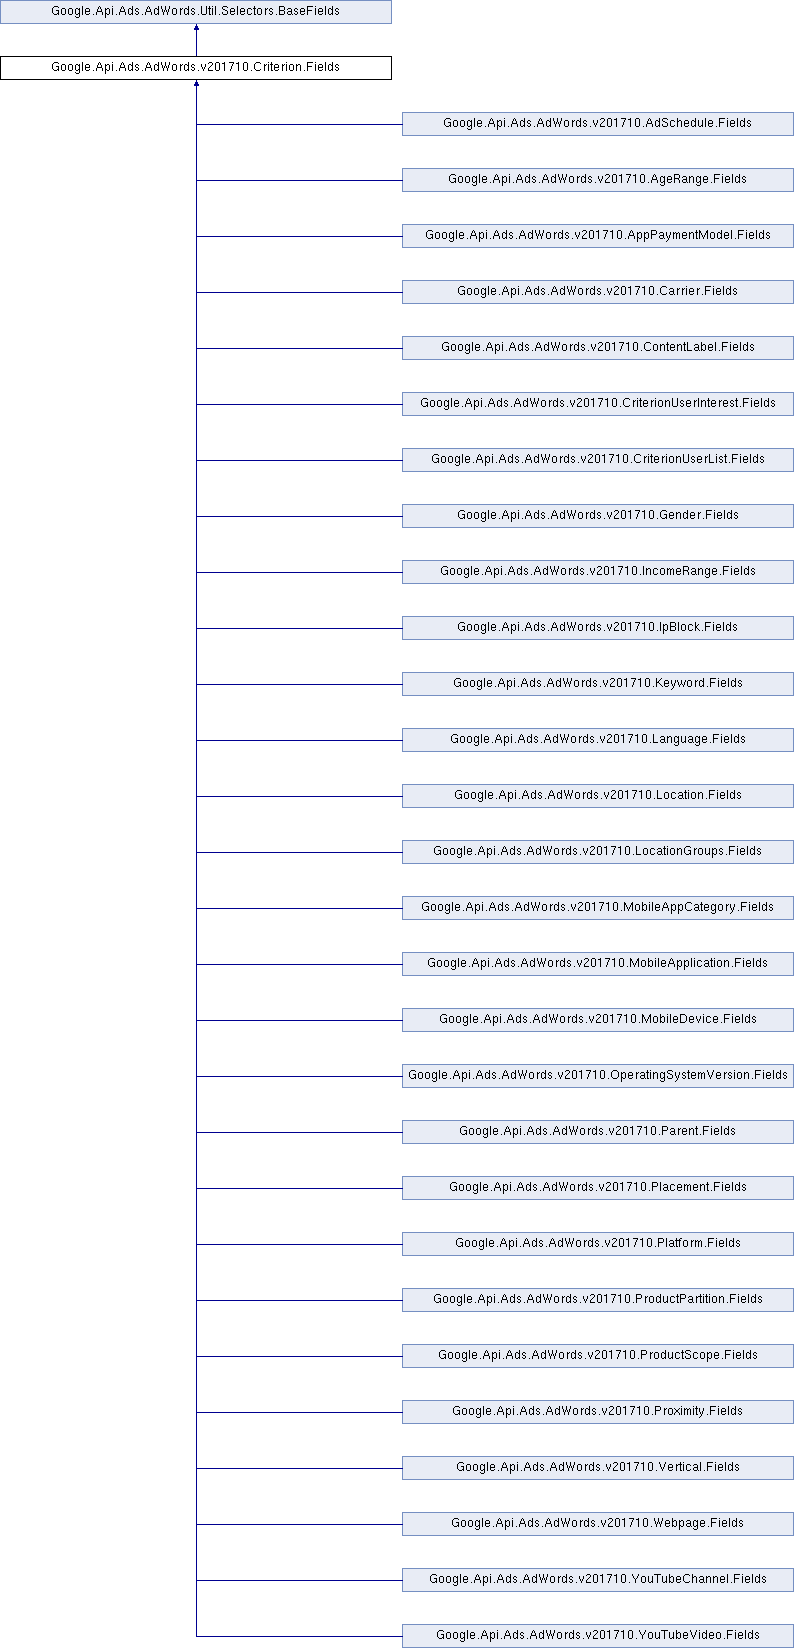 Google.Api.Ads.AdWords.Util.Selectors.BaseFields
Google.Api.Ads.AdWords.v201710.Criterion.Fields
Google.Api.Ads.AdWords.v201710.AdSchedule.Fields
Google.Api.Ads.AdWords.v201710.AgeRange.Fields
Google.Api.Ads.AdWords.v201710.AppPaymentModel.Fields
Google.Api.Ads.AdWords.v201710.Carrier.Fields
Google.Api.Ads.AdWords.v201710.ContentLabel.Fields
Google.Api.Ads.AdWords.v201710.CriterionUserInterest.Fields
Google.Api.Ads.AdWords.v201710.CriterionUserList.Fields
Google.Api.Ads.AdWords.v201710.Gender.Fields
Google.Api.Ads.AdWords.v201710.IncomeRange.Fields
Google.Api.Ads.AdWords.v201710.IpBlock.Fields
Google.Api.Ads.AdWords.v201710.Keyword.Fields
Google.Api.Ads.AdWords.v201710.Language.Fields
Google.Api.Ads.AdWords.v201710.Location.Fields
Google.Api.Ads.AdWords.v201710.LocationGroups.Fields
Google.Api.Ads.AdWords.v201710.MobileAppCategory.Fields
Google.Api.Ads.AdWords.v201710.MobileApplication.Fields
Google.Api.Ads.AdWords.v201710.MobileDevice.Fields
Google.Api.Ads.AdWords.v201710.OperatingSystemVersion.Fields
Google.Api.Ads.AdWords.v201710.Parent.Fields
Google.Api.Ads.AdWords.v201710.Placement.Fields
Google.Api.Ads.AdWords.v201710.Platform.Fields
Google.Api.Ads.AdWords.v201710.ProductPartition.Fields
Google.Api.Ads.AdWords.v201710.ProductScope.Fields
Google.Api.Ads.AdWords.v201710.Proximity.Fields
Google.Api.Ads.AdWords.v201710.Vertical.Fields
Google.Api.Ads.AdWords.v201710.Webpage.Fields
Google.Api.Ads.AdWords.v201710.YouTubeChannel.Fields
Google.Api.Ads.AdWords.v201710.YouTubeVideo.Fields